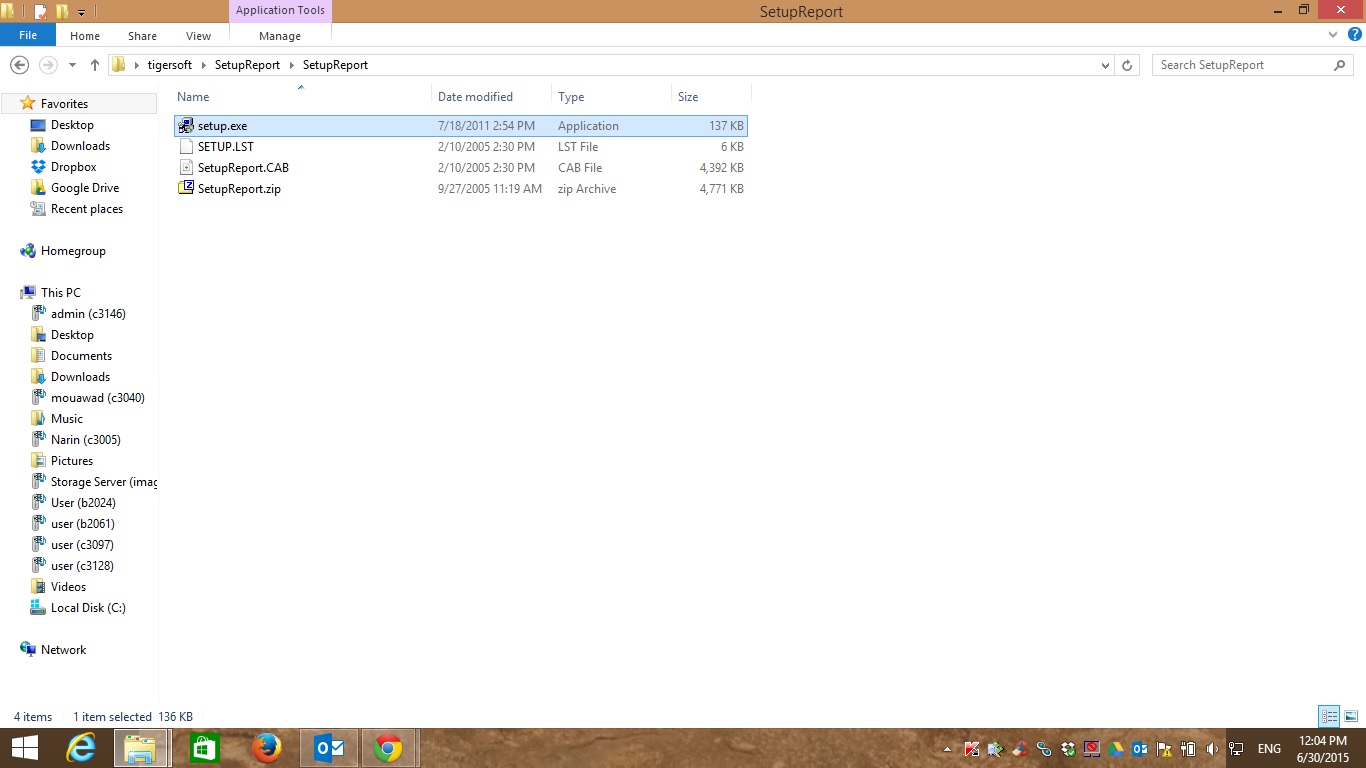 Application Tools
SetupReport
File
Home
Share
View
Manage
tigersoft
SetupReport
SetupReport
Search SetupReport
Name
Date modified
Type
Size
setup.exe 7/18/2011 2:54 PM Application 137 KB
SETUP.LST 2/10/2005 2:30 PM LST File 6 KB
SetupReport.CAB 2/10/2005 2:30 PM CAB File 4,392 KB
SetupReport.zip 9/27/2005 11:19 AM zip Archive 4,771 KB
Favorites
Desktop
Downloads
Dropbox
Google Drive
Recent places
Homegroup
This PC
admin (c3146)
Desktop
Documents
Downloads
mouawad (c3040)
Music
Narin (c3005)
Pictures
Storage Server (imag
User (b2024)
user (b2061)
user (c3097)
user (c3128)
Videos
Local Disk (C:)
Network
4 items
1 item selected 136 KB
ENG
12:04 PM
6/30/2015